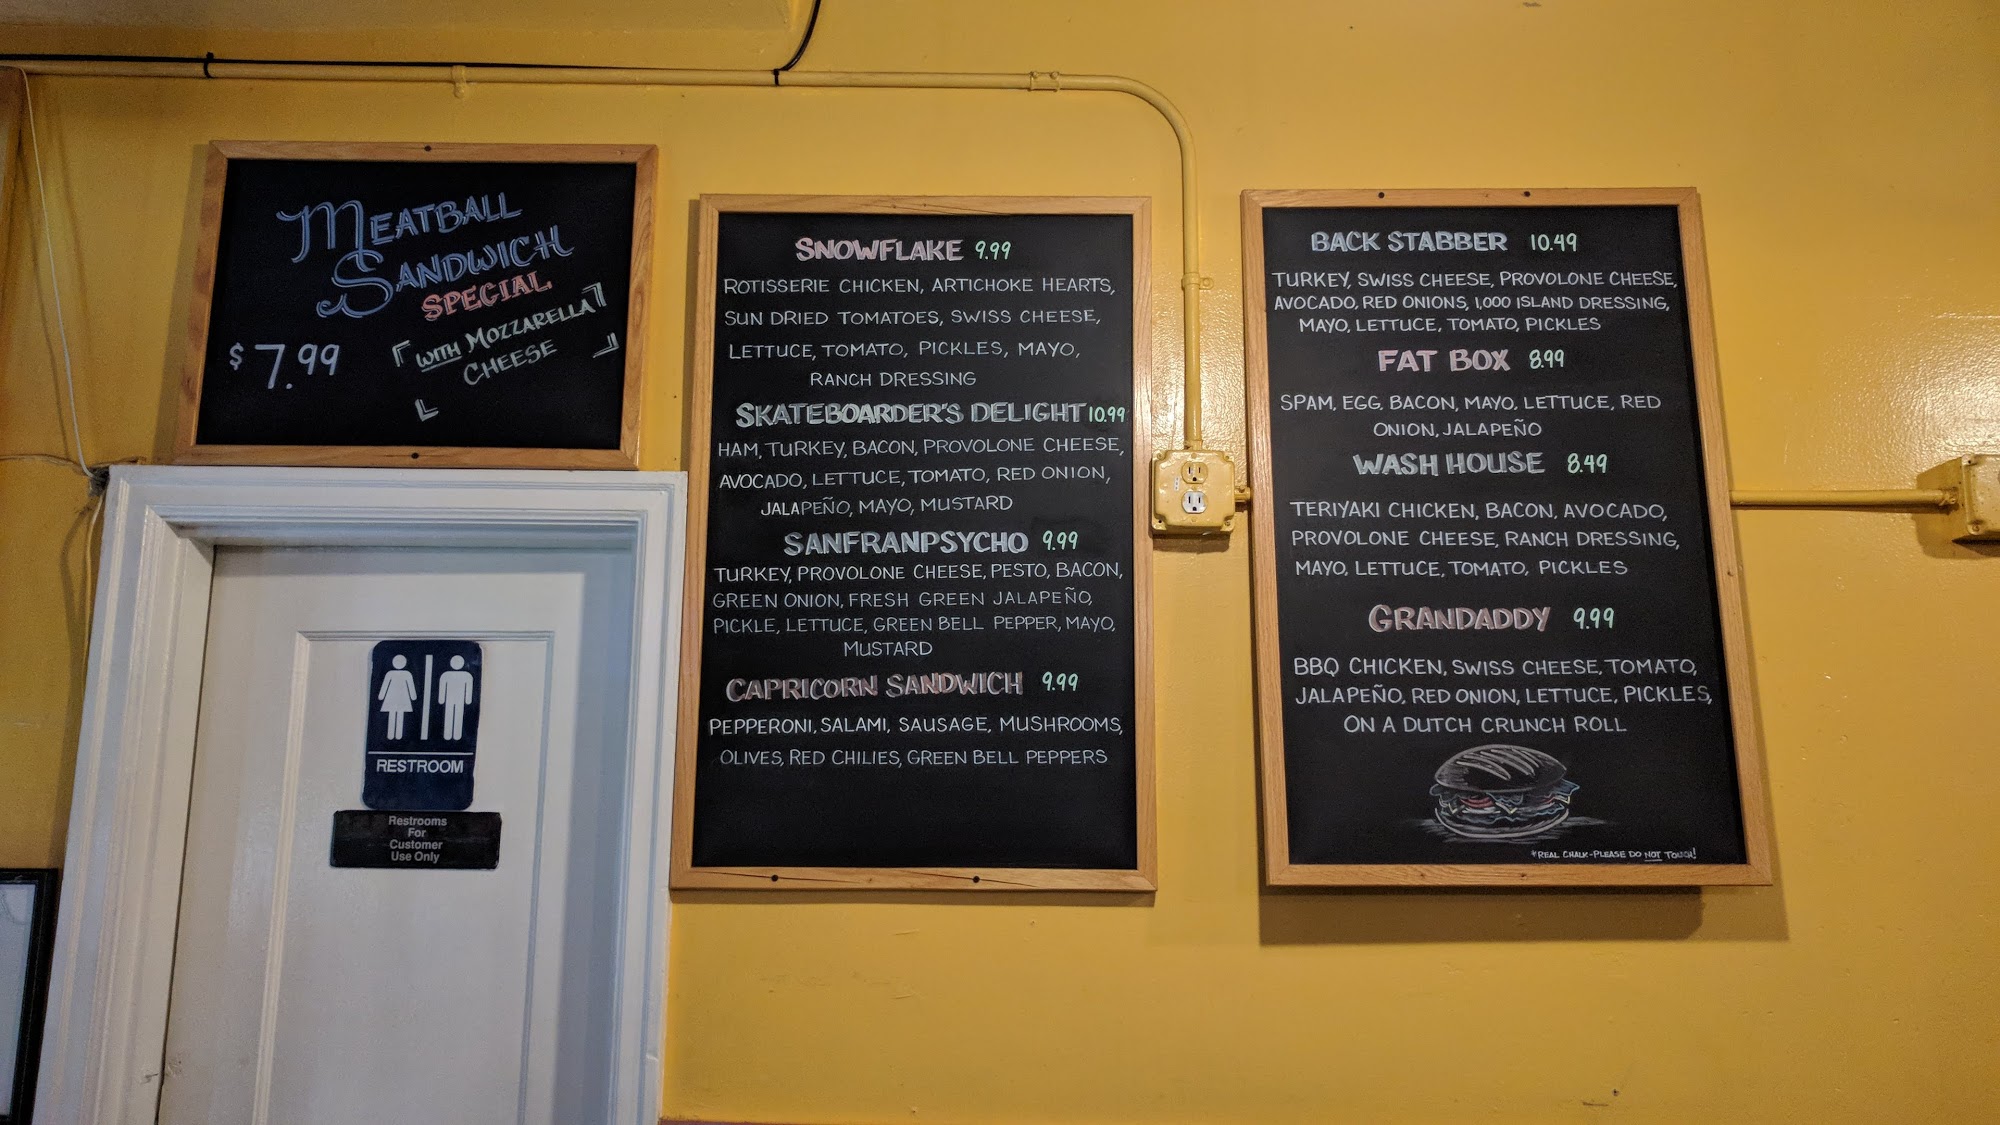 MEATBALL
SANDWICH
SPECIAL
WITH MOZZARELLA
CHEESE
$7.99
RESTROOM
Restrooms
For
Customer
Use Only
SNOWFLAKE 9.99
ROTISSERIE CHICKEN, ARTICHOKE HEARTS,
SUN DRIED TOMATOES, SWISS CHEESE,
LETTUCE, TOMATO, PICKLES, MAYO,
RANCH DRESSING
SKATEBOARDER'S DELIGHT 10.99
HAM, TURKEY, BACON, PROVOLONE CHEESE,
AVOCADO, LETTUCE, TOMATO, RED ONION,
JALAPEÑO, MAYO, MUSTARD
SANFRANPSYCHO 9.99
TURKEY, PROVOLONE CHEESE, PESTO, BACON,
GREEN ONION, FRESH GREEN JALAPEÑO,
PICKLE, LETTUCE, GREEN BELL PEPPER, MAYO,
MUSTARD
CAPRICORN SANDWICH 9.99
PEPPERONI, SALAMI, SAUSAGE, MUSHROOMS,
OLIVES, RED CHILIES, GREEN BELL PEPPERS
BACK STABBER 10.49
TURKEY, SWISS CHEESE, PROVOLONE CHEESE,
AVOCADO, RED ONIONS, 1,000 ISLAND DRESSING,
MAYO, LETTUCE, TOMATO, PICKLES
FAT BOX 8.99
SPAM, EGG, BACON, MAYO, LETTUCE, RED
ONION, JALAPEÑO
WASH HOUSE 8.49
TERIYAKI CHICKEN, BACON, AVOCADO,
PROVOLONE CHEESE, RANCH DRESSING,
MAYO, LETTUCE, TOMATO, PICKLES
GRANDADDY 9.99
BBQ CHICKEN, SWISS CHEESE, TOMATO,
JALAPEÑO, RED ONION, LETTUCE, PICKLES,
ON A DUTCH CRUNCH ROLL
*REAL CHALK-PLEASE DO NOT TOUCH!